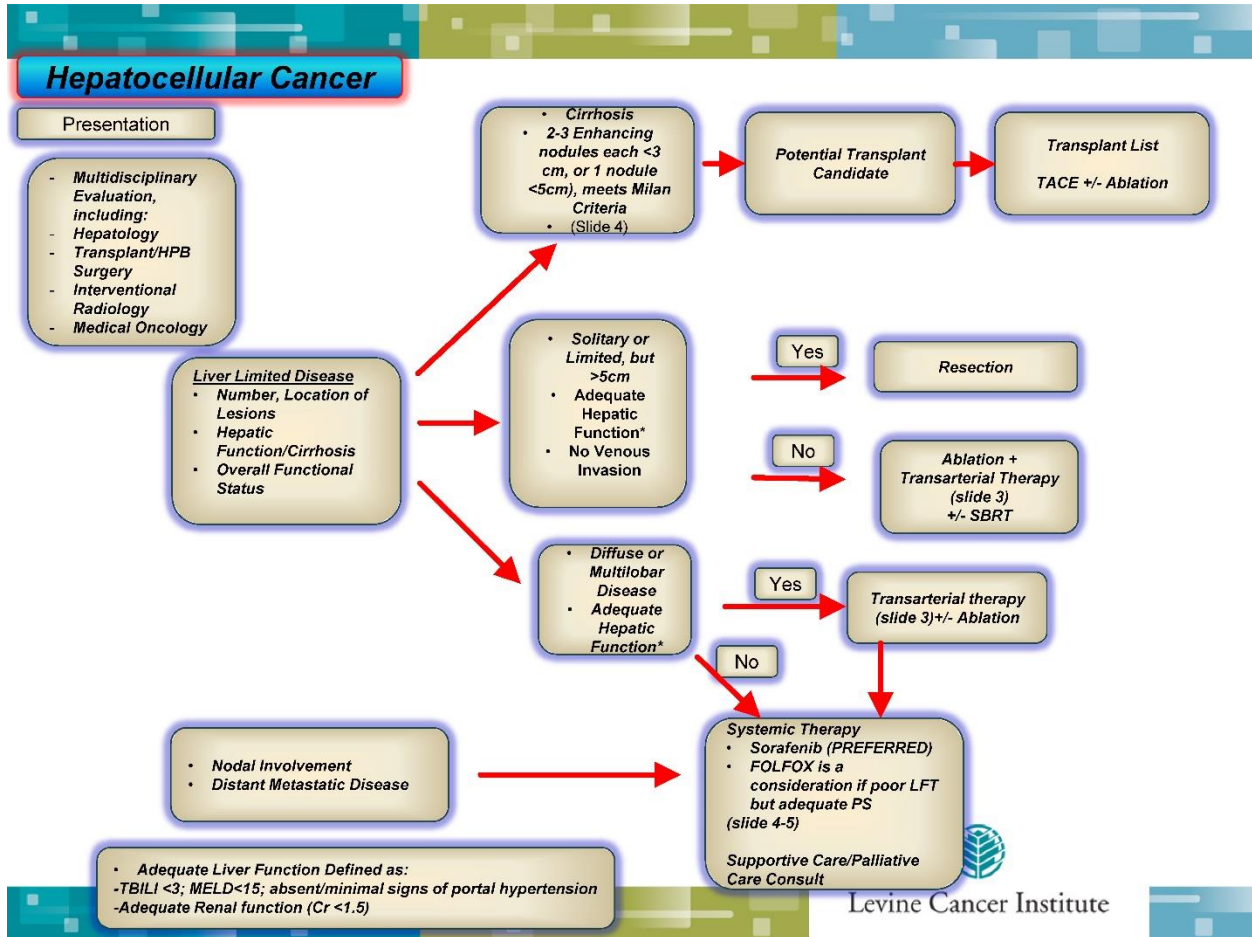 Hepatocellular Cancer
Presentation
- Multidisciplinary
Evaluation,
including:
- Hepatology
- Transplant/HPB
Surgery
- Interventional
Radiology
- Medical Oncology
Liver Limited Disease
• Number, Location of
Lesions
• Hepatic
Function/Cirrhosis
• Overall Functional
Status
• Cirrhosis
• 2-3 Enhancing
nodules each <3
cm, or 1 nodule
<5cm), meets Milan
Criteria
• (Slide 4)
Potential Transplant
Candidate
Transplant List
TACE +/- Ablation
• Solitary or
Limited, but
>5cm
• Adequate
Hepatic
Function*
• No Venous
Invasion
Yes
Resection
No
Ablation +
Transarterial Therapy
(slide 3)
+/- SBRT
• Diffuse or
Multilobar
Disease
• Adequate
Hepatic
Function*
Yes
Transarterial therapy
(slide 3)+/- Ablation
No
Systemic Therapy
• Sorafenib (PREFERRED)
• FOLFOX is a
consideration if poor LFT
but adequate PS
(slide 4-5)
Supportive Care/Palliative
Care Consult
• Nodal Involvement
• Distant Metastatic Disease
• Adequate Liver Function Defined as:
-TBILI <3; MELD<15; absent/minimal signs of portal hypertension
-Adequate Renal function (Cr <1.5)
Levine Cancer Institute